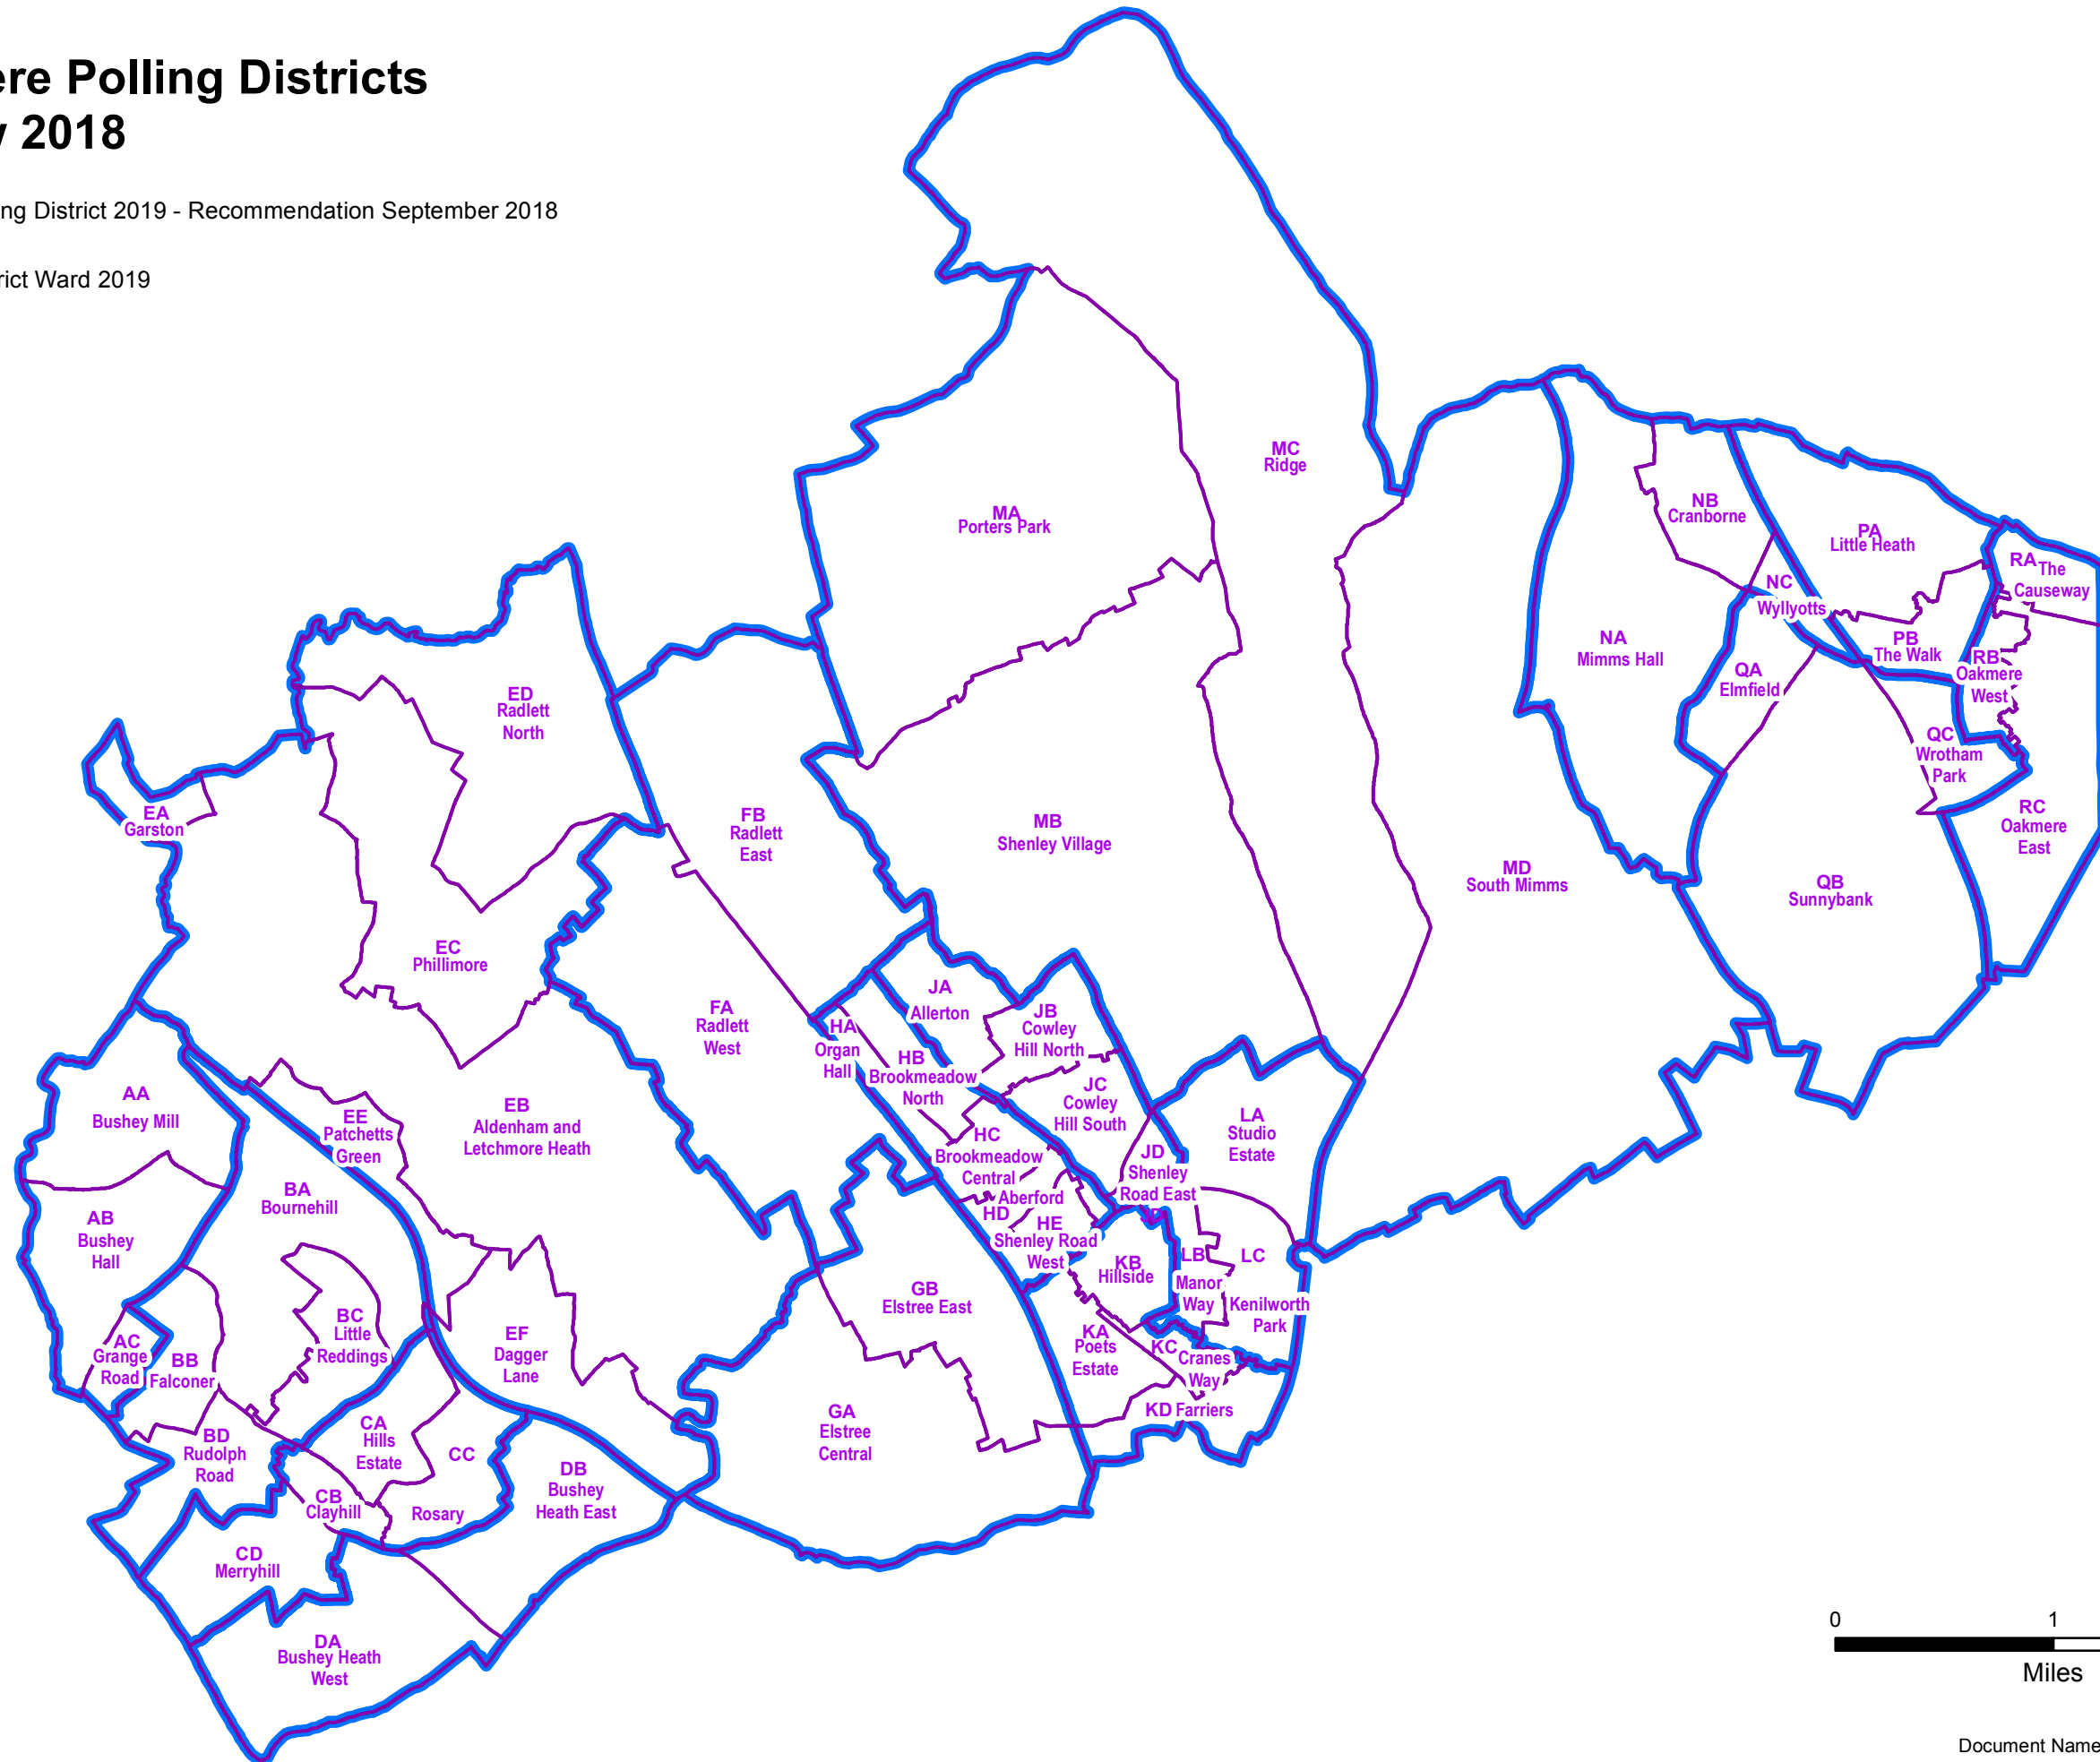 ere Polling Districts
y 2018
ng District 2019 - Recommendation September 2018
rict Ward 2019
MC
Ridge
MA
Porters Park
NB
Cranborne
PA
Little Heath
RA The
Causeway
NC
Wyllyotts
NA
Mimms Hall
PB
The Walk
RB
Oakmere
West
QA
Elmfield
ED
Radlett
North
QC
Wrotham
Park
EA
Garston
FB
Radlett
East
MB
Shenley Village
RC
Oakmere
East
MD
South Mimms
QB
Sunnybank
EC
Phillimore
JA
Allerton
FA
Radlett
West
JB
Cowley
Hill North
HA
Organ
Hall
HB
Brookmeadow
North
JC
Cowley
Hill South
AA
Bushey Mill
EE
Patchetts
Green
EB
Aldenham and
Letchmore Heath
LA
Studio
Estate
HC
Brookmeadow
Central
JD
Shenley
Road East
BA
Bournehill
Aberford
HD
HE
Shenley Road
West
AB
Bushey
Hall
KB
Hillside
LB
Manor
Way
LC
Kenilworth
Park
GB
Elstree East
BC
Little
Reddings
EF
Dagger
Lane
KA
Poets
Estate
KC
Cranes
Way
AC
Grange
Road
BB
Falconer
KD Farriers
GA
Elstree
Central
CA
Hills
Estate
BD
Rudolph
Road
CC
Rosary
DB
Bushey
Heath East
CB
Clayhill
CD
Merryhill
DA
Bushey Heath
West
0 1
Miles
Document Name